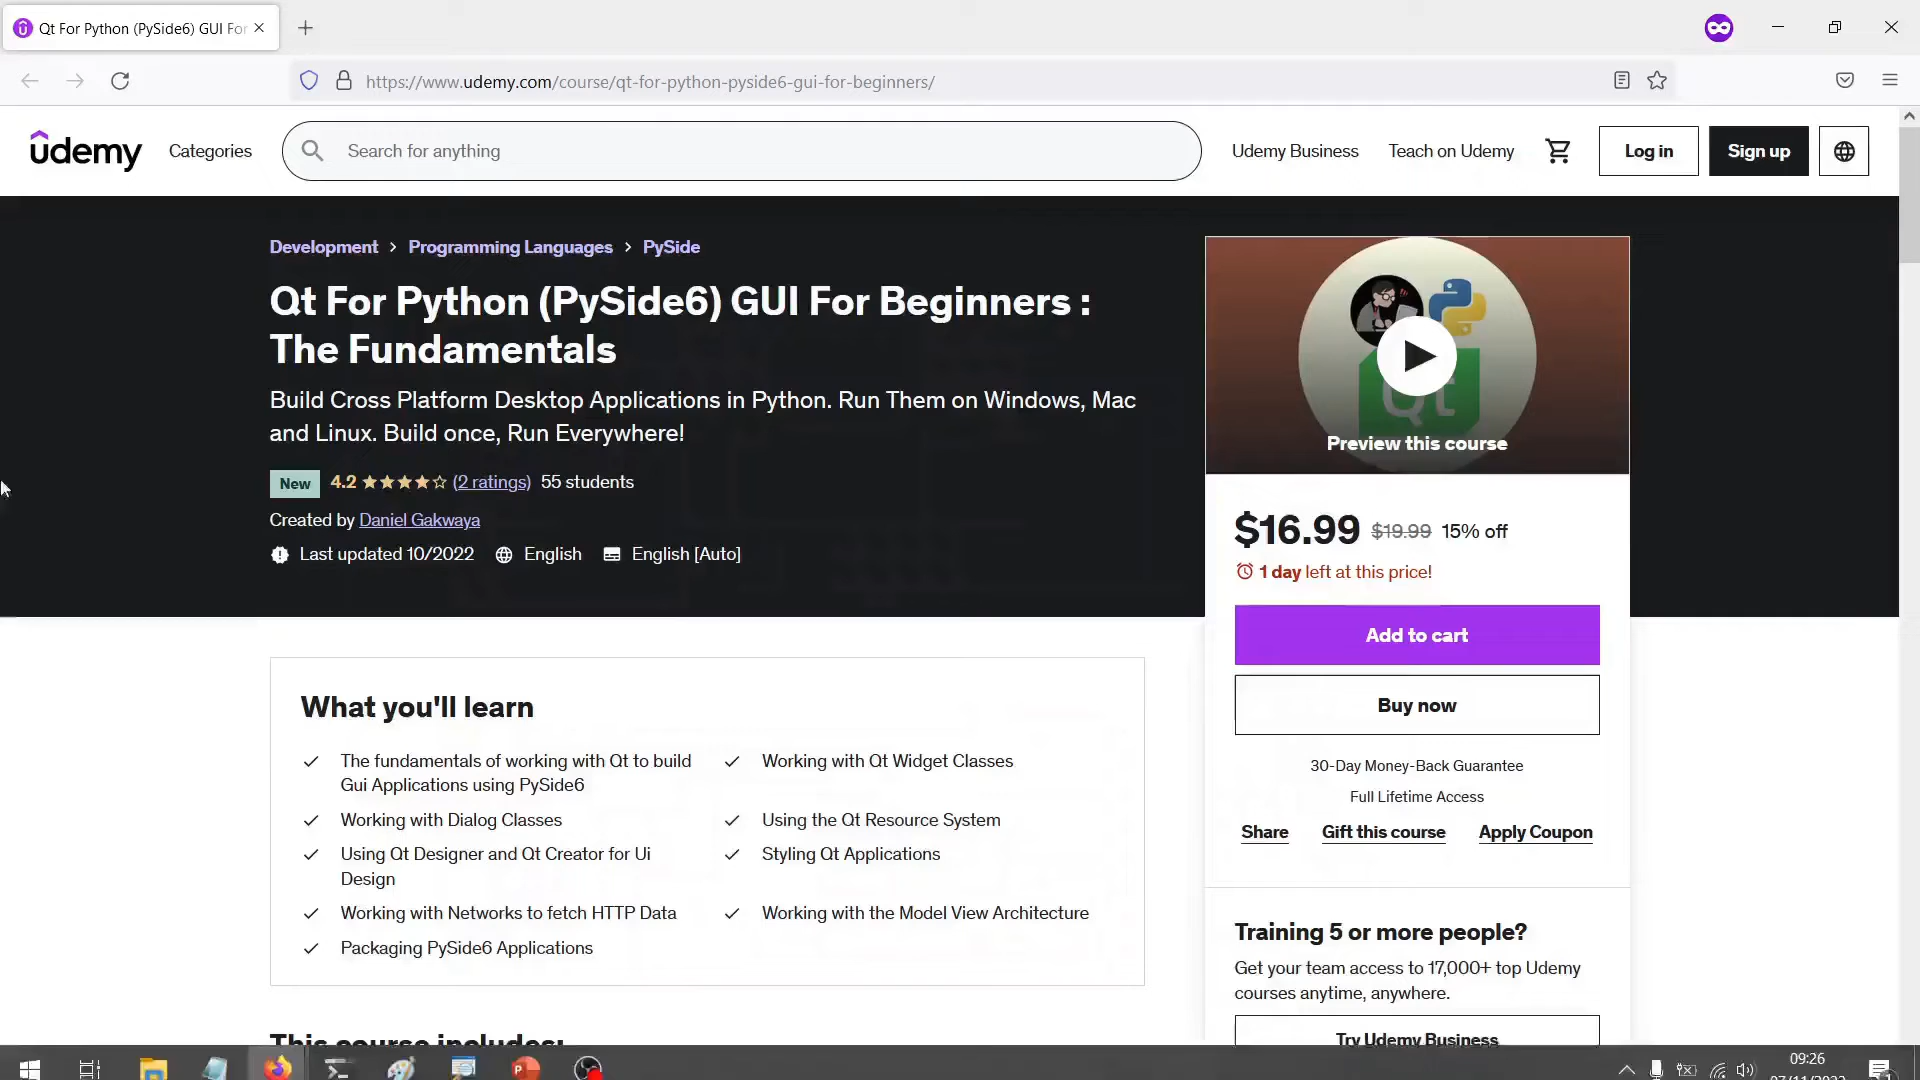 Qt For Python (PySide6) GUI For
https://www.udemy.com/course/qt-for-python-pyside6-gui-for-beginners/
udemy
Categories
Search for anything
Udemy Business
Teach on Udemy
Log in
Sign up
Development > Programming Languages > PySide
Qt For Python (PySide6) GUI For Beginners :
The Fundamentals
Build Cross Platform Desktop Applications in Python. Run Them on Windows, Mac
and Linux. Build once, Run Everywhere!
New 4.2 (2 ratings) 55 students
Created by Daniel Gakwaya
Last updated 10/2022 English English [Auto]
Qt
Preview this course
$16.99 $19.99 15% off
1 day left at this price!
Add to cart
Buy now
30-Day Money-Back Guarantee
Full Lifetime Access
Share Gift this course Apply Coupon
What you'll learn
The fundamentals of working with Qt to build
Gui Applications using PySide6
Working with Qt Widget Classes
Working with Dialog Classes
Using the Qt Resource System
Using Qt Designer and Qt Creator for Ui
Design
Styling Qt Applications
Working with Networks to fetch HTTP Data
Working with the Model View Architecture
Packaging PySide6 Applications
Training 5 or more people?
Get your team access to 17,000+ top Udemy
courses anytime, anywhere.
Try Udemy Business
This course includes:
09:26